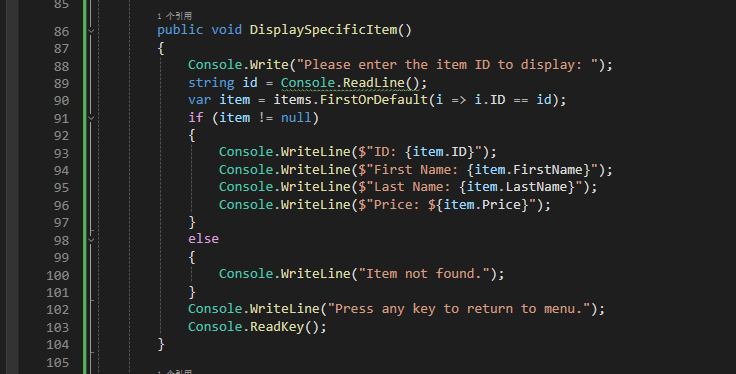 85
1 个引用
86 public void DisplaySpecificItem()
87 {
88 Console.Write("Please enter the item ID to display: ");
89 string id = Console.ReadLine();
90 var item = items.FirstOrDefault(i => i.ID == id);
91 if (item != null)
92 {
93 Console.WriteLine($"ID: {item.ID}");
94 Console.WriteLine($"First Name: {item.FirstName}");
95 Console.WriteLine($"Last Name: {item.LastName}");
96 Console.WriteLine($"Price: ${item.Price}");
97 }
98 else
99 {
100 Console.WriteLine("Item not found.");
101 }
102 Console.WriteLine("Press any key to return to menu.");
103 Console.ReadKey();
104 }
105
1 个引用